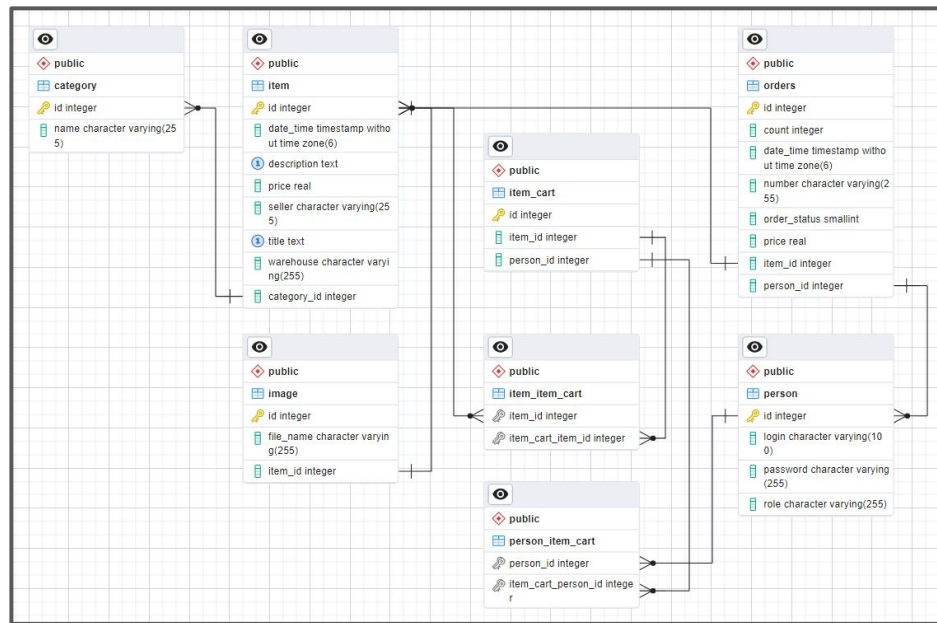 public
category
id integer
name character varying(25
5)
public
item
id integer
date_time timestamp witho
ut time zone(6)
description text
price real
seller character varying(25
5)
title text
warehouse character varyi
ng(255)
category_id integer
public
item_cart
id integer
item_id integer
person_id integer
public
orders
id integer
count integer
date_time timestamp witho
ut time zone(6)
number character varying(2
55)
order_status smallint
price real
item_id integer
person_id integer
public
image
id integer
file_name character varyin
g(255)
item_id integer
public
item_item_cart
item_id integer
item_cart_item_id integer
public
person
id integer
login character varying(10
0)
password character varying
(255)
role character varying(255)
public
person_item_cart
person_id integer
item_cart_person_id intege
r